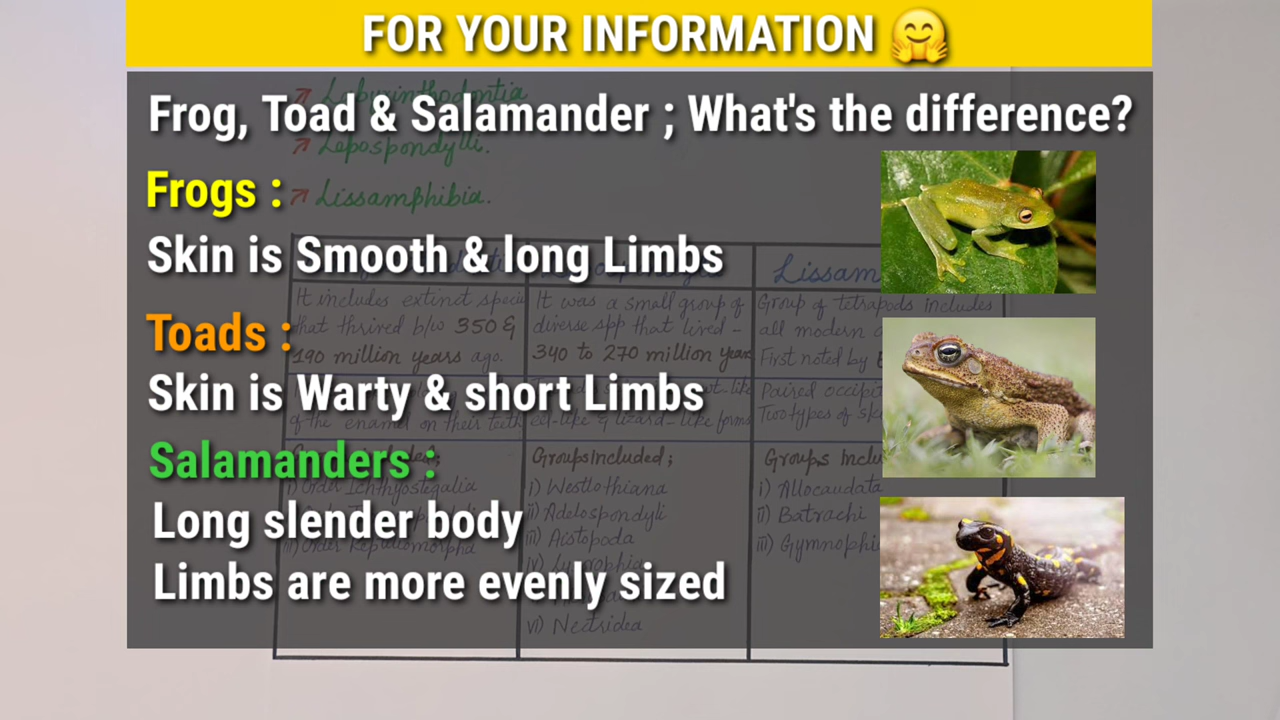 FOR YOUR INFORMATION 🤗
Frog, Toad & Salamander ; What's the difference?
Frogs :
Skin is Smooth & long Limbs
Toads :
Skin is Warty & short Limbs
Salamanders :
Long slender body
Limbs are more evenly sized
Labyrinthodontia
Lepospondylli.
Lissamphibia.
Lissam
It includes extinct speci
that thrived b/w 350 &
190 million years ago.
of the enamel on their teeth
i) Order Ichthyostegalia
It was a small group of
diverse spp that lived -
340 to 270 million years
eel-like & lizard-like forms
Groups Included;
i) Westlothiana
ii) Adelospondyli
iii) Aistopoda
vi) Nectridea
Group of tetrapods includes
all modern
First noted by
Paired occipit
Two types of
Groups Inclu
i) Allocaudata
ii) Batrachi
iii) Gymnophi